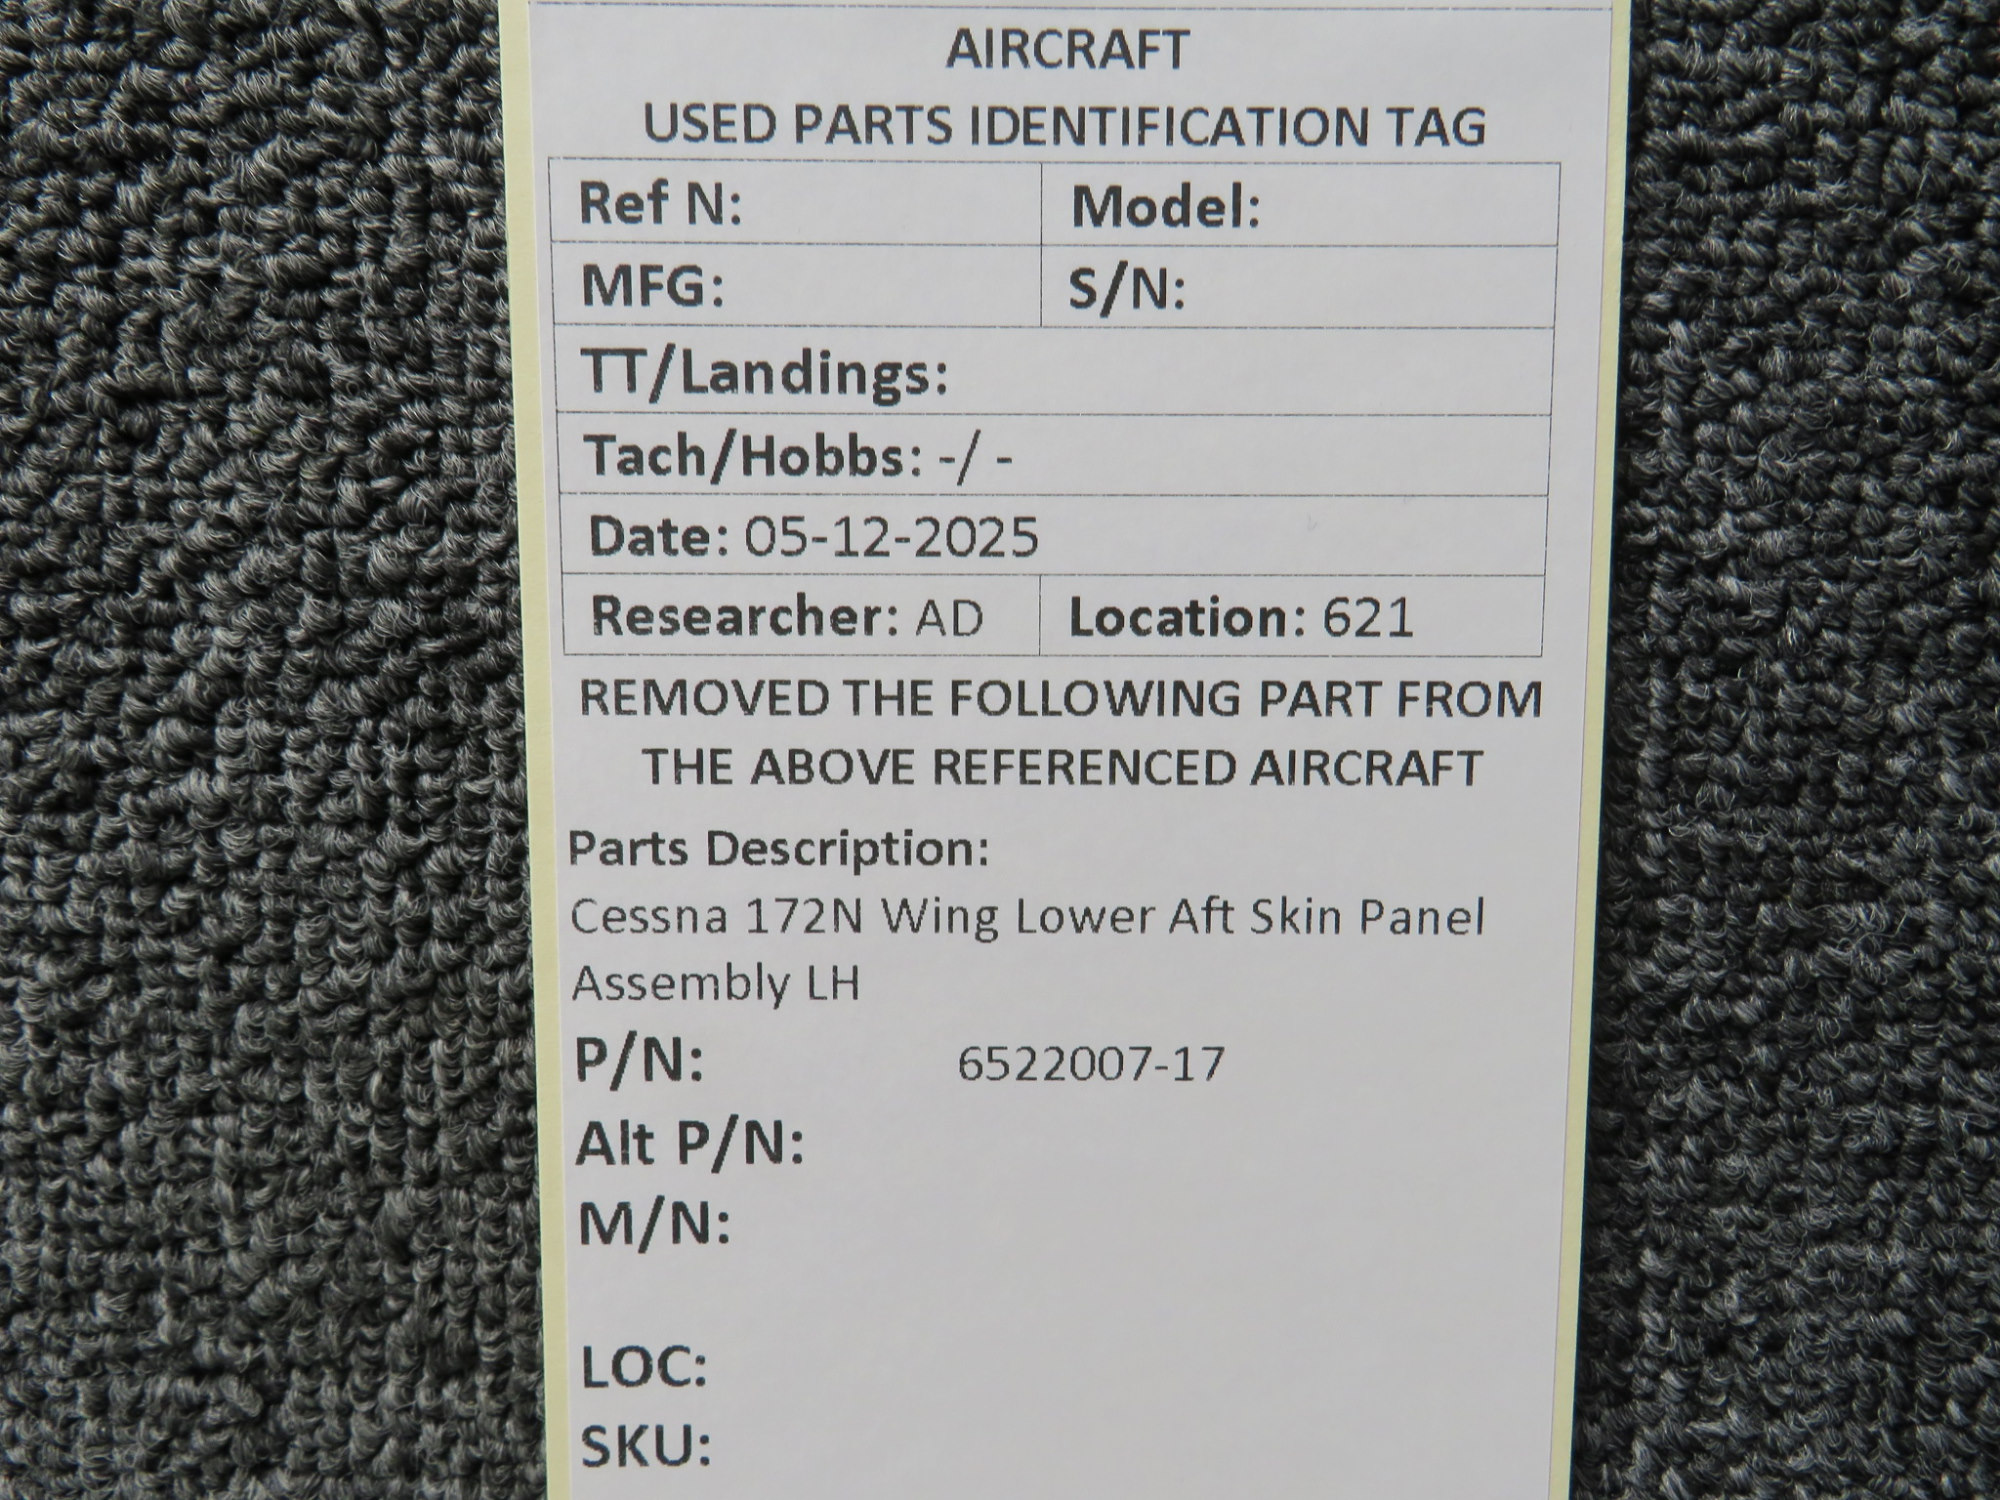 AIRCRAFT
USED PARTS IDENTIFICATION TAG
Ref N: Model:
MFG: S/N:
TT/Landings:
Tach/Hobbs: -/ -
Date: 05-12-2025
Researcher: AD Location: 621
REMOVED THE FOLLOWING PART FROM
THE ABOVE REFERENCED AIRCRAFT
Parts Description:
Cessna 172N Wing Lower Aft Skin Panel
Assembly LH
P/N: 6522007-17
Alt P/N:
M/N:
LOC:
SKU: